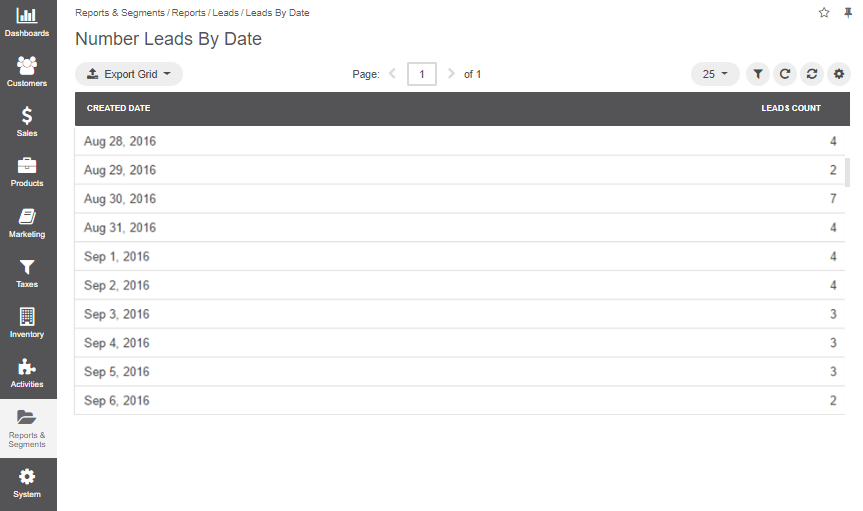 Dashboards
Customers
Sales
Products
Marketing
Taxes
Inventory
Activities
Reports &
Segments
System
Reports & Segments / Reports / Leads / Leads By Date
Number Leads By Date
Export Grid
Page: 1 of 1
25
CREATED DATE LEADS COUNT
Aug 28, 2016 4
Aug 29, 2016 2
Aug 30, 2016 7
Aug 31, 2016 4
Sep 1, 2016 4
Sep 2, 2016 4
Sep 3, 2016 3
Sep 4, 2016 3
Sep 5, 2016 3
Sep 6, 2016 2